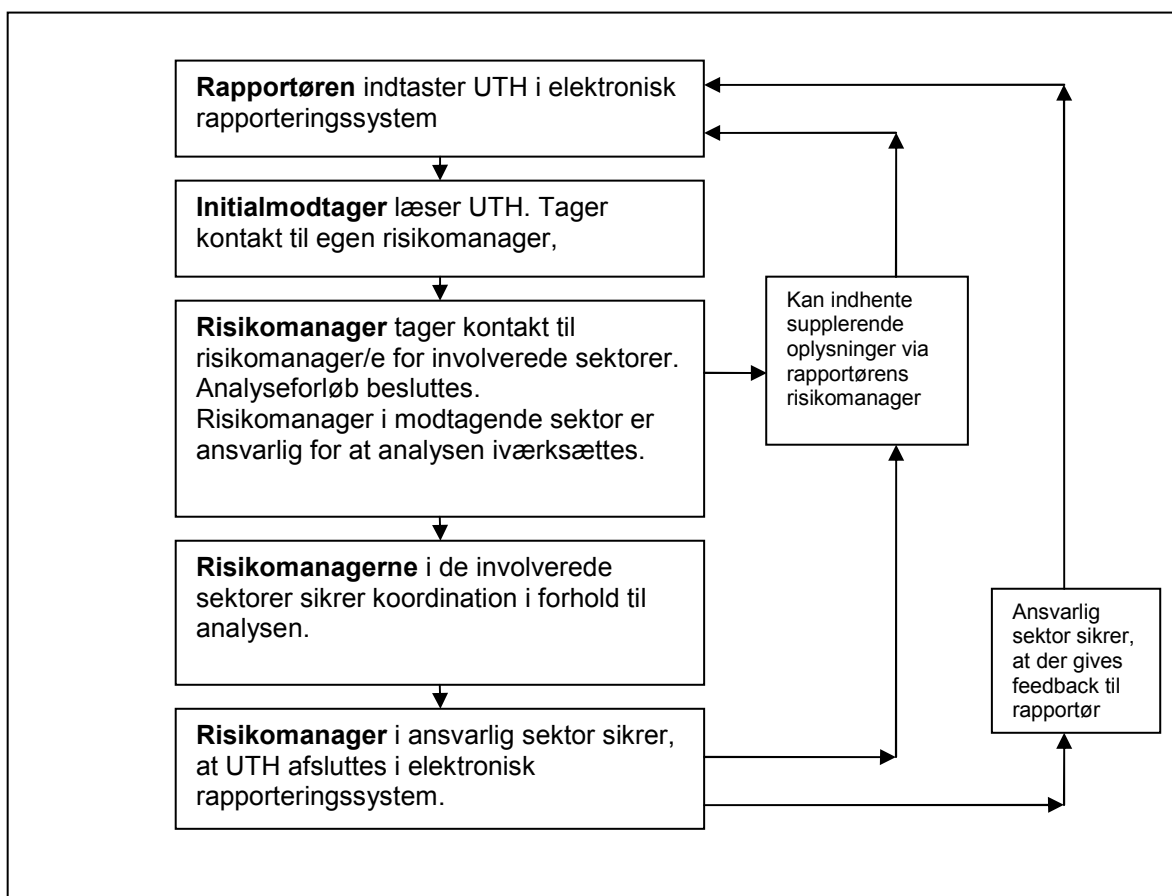 Rapportøren indtaster UTH i elektronisk
rapporteringssystem
Initialmodtager læser UTH. Tager
kontakt til egen risikomanager,
Risikomanager tager kontakt til
risikomanager/e for involverede sektorer.
Analyseforløb besluttes.
Risikomanager i modtagende sektor er
ansvarlig for at analysen iværksættes.
Kan indhente
supplerende
oplysninger via
rapportørens
risikomanager
Risikomanagerne i de involverede
sektorer sikrer koordination i forhold til
analysen.
Ansvarlig
sektor sikrer,
at der gives
feedback til
rapportør
Risikomanager i ansvarlig sektor sikrer,
at UTH afsluttes i elektronisk
rapporteringssystem.